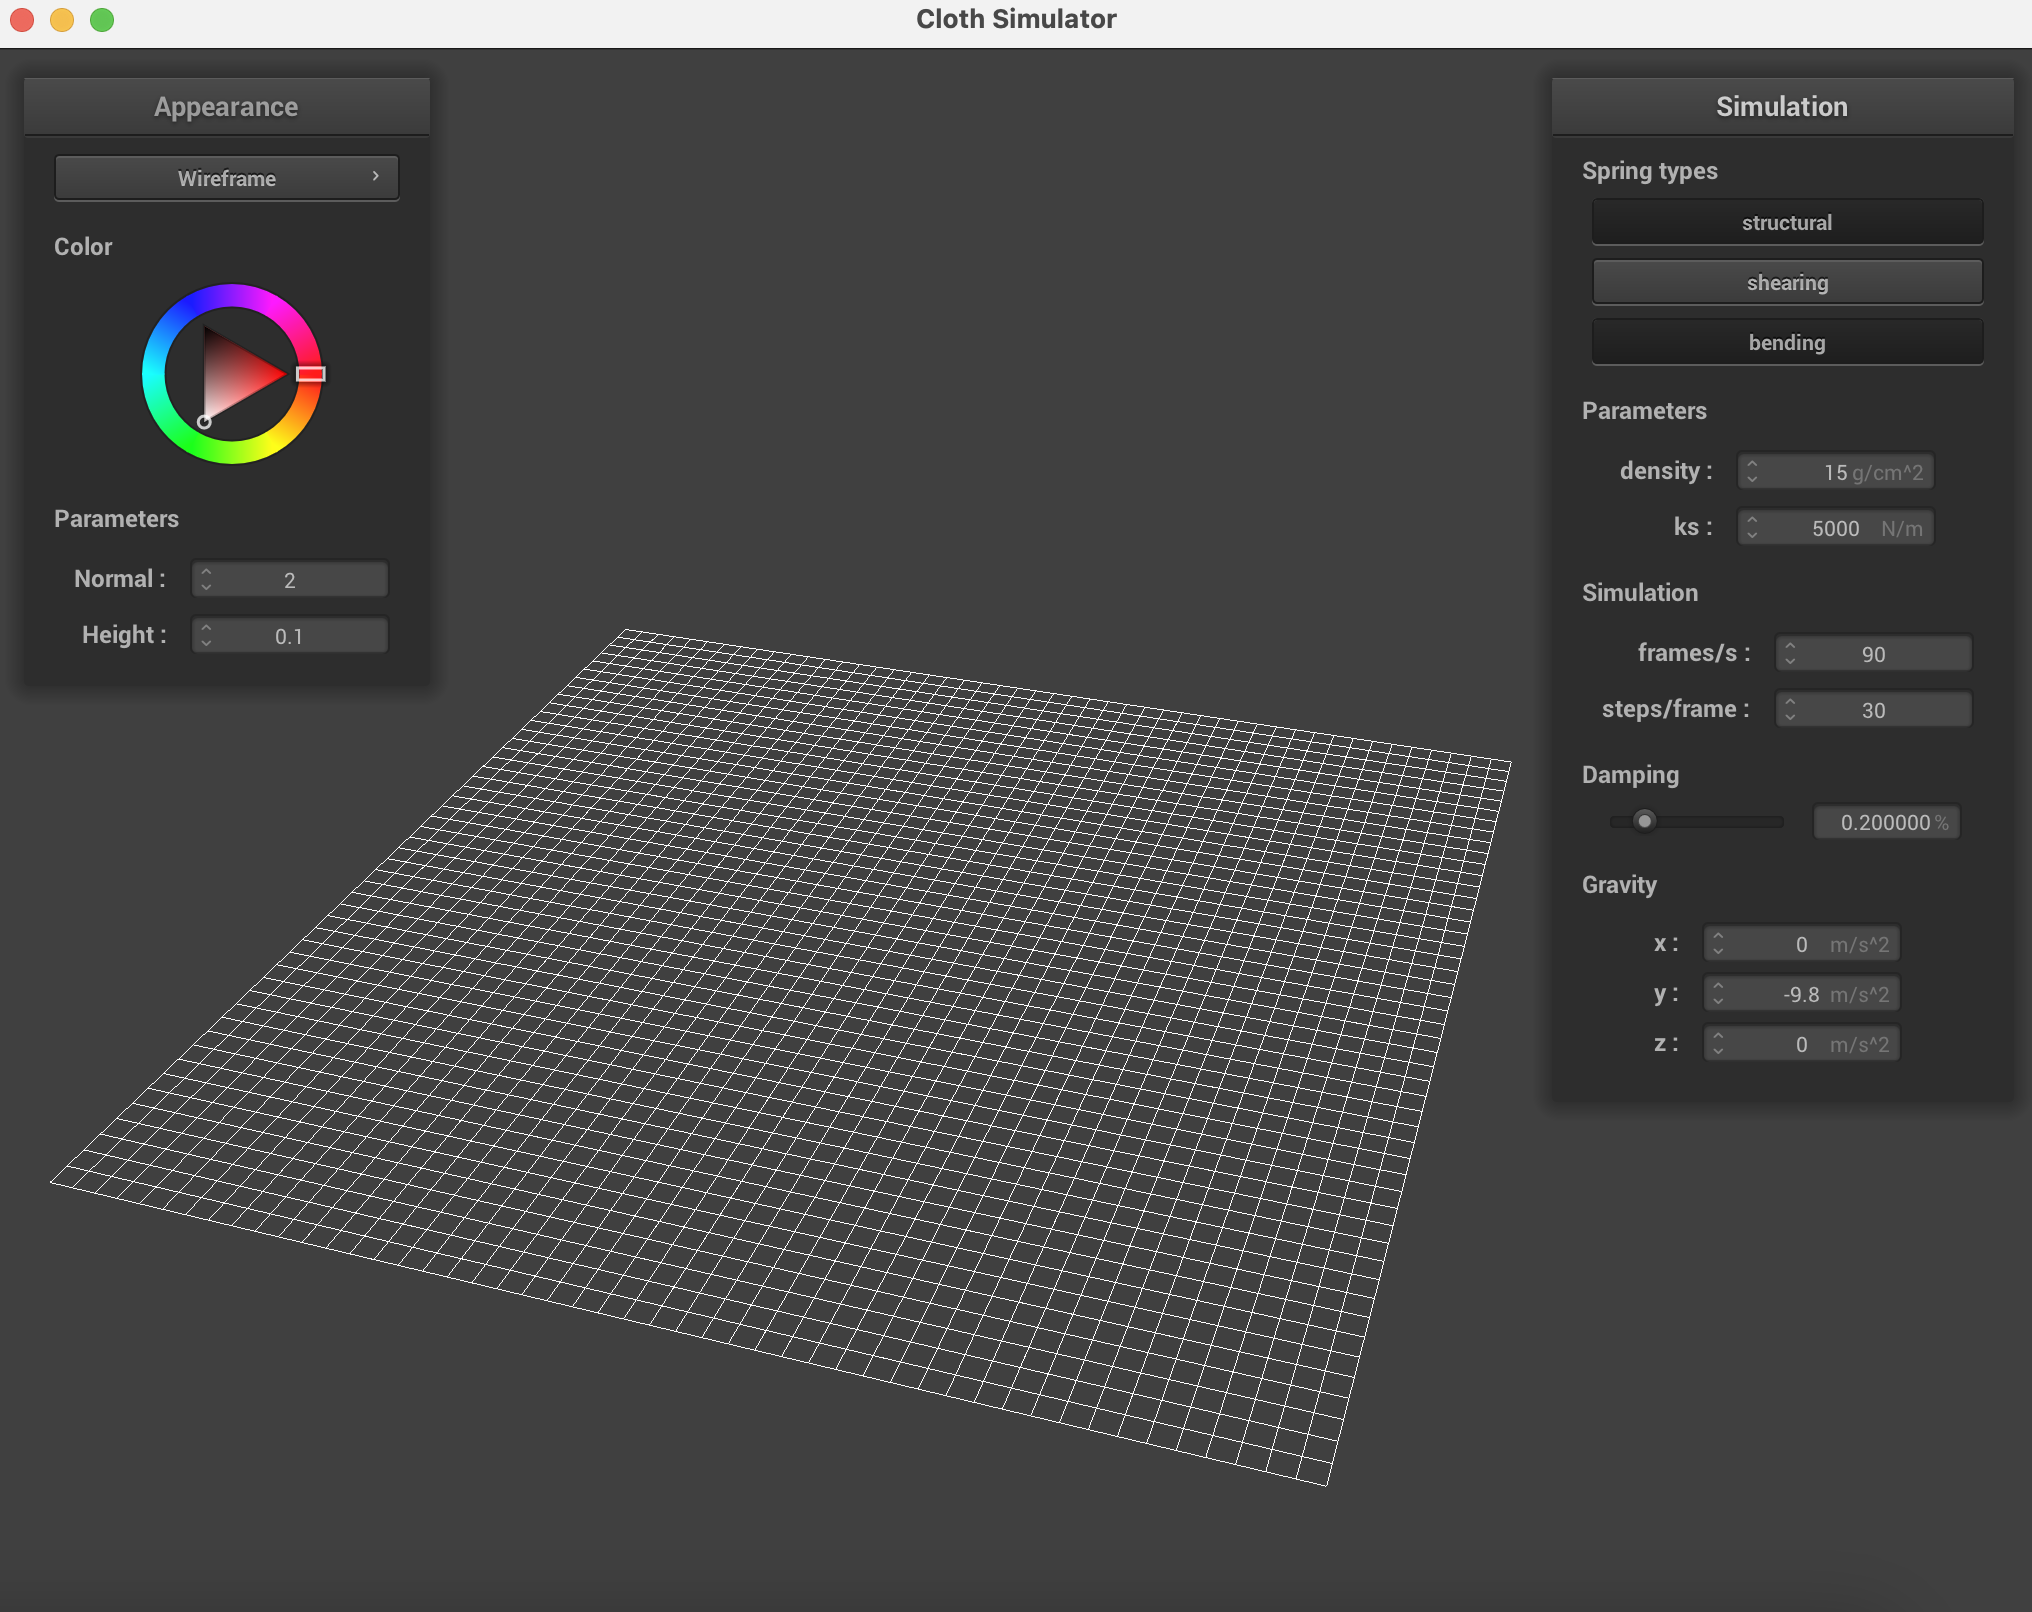 Cloth Simulator
Appearance
Wireframe
Color
Parameters
Normal : 2
Height : 0.1
Simulation
Spring types
structural
shearing
bending
Parameters
density : 15 g/cm^2
ks : 5000 N/m
Simulation
frames/s : 90
steps/frame : 30
Damping
0.200000 %
Gravity
x : 0 m/s^2
y : -9.8 m/s^2
z : 0 m/s^2